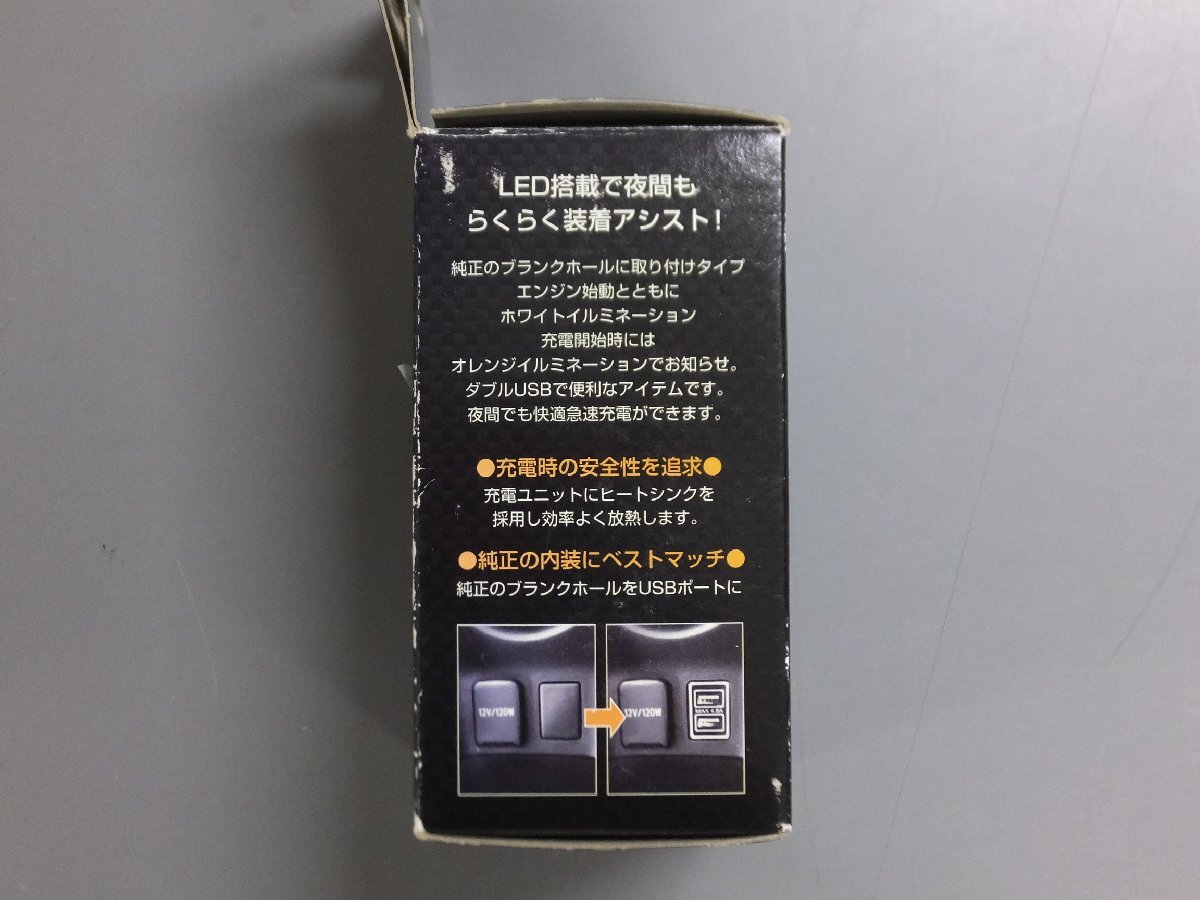 LED搭載で夜間も
らくらく装着アシスト!
純正のブランクホールに取り付けタイプ
エンジン始動とともに
ホワイトイルミネーション
充電開始時には
オレンジイルミネーションでお知らせ。
ダブルUSBで便利なアイテムです。
夜間でも快適急速充電ができます。
●充電時の安全性を追求●
充電ユニットにヒートシンクを
採用し効率よく放熱します。
●純正の内装にベストマッチ●
純正のブランクホールをUSBポートに
12V/120W
12V/120W
MAX